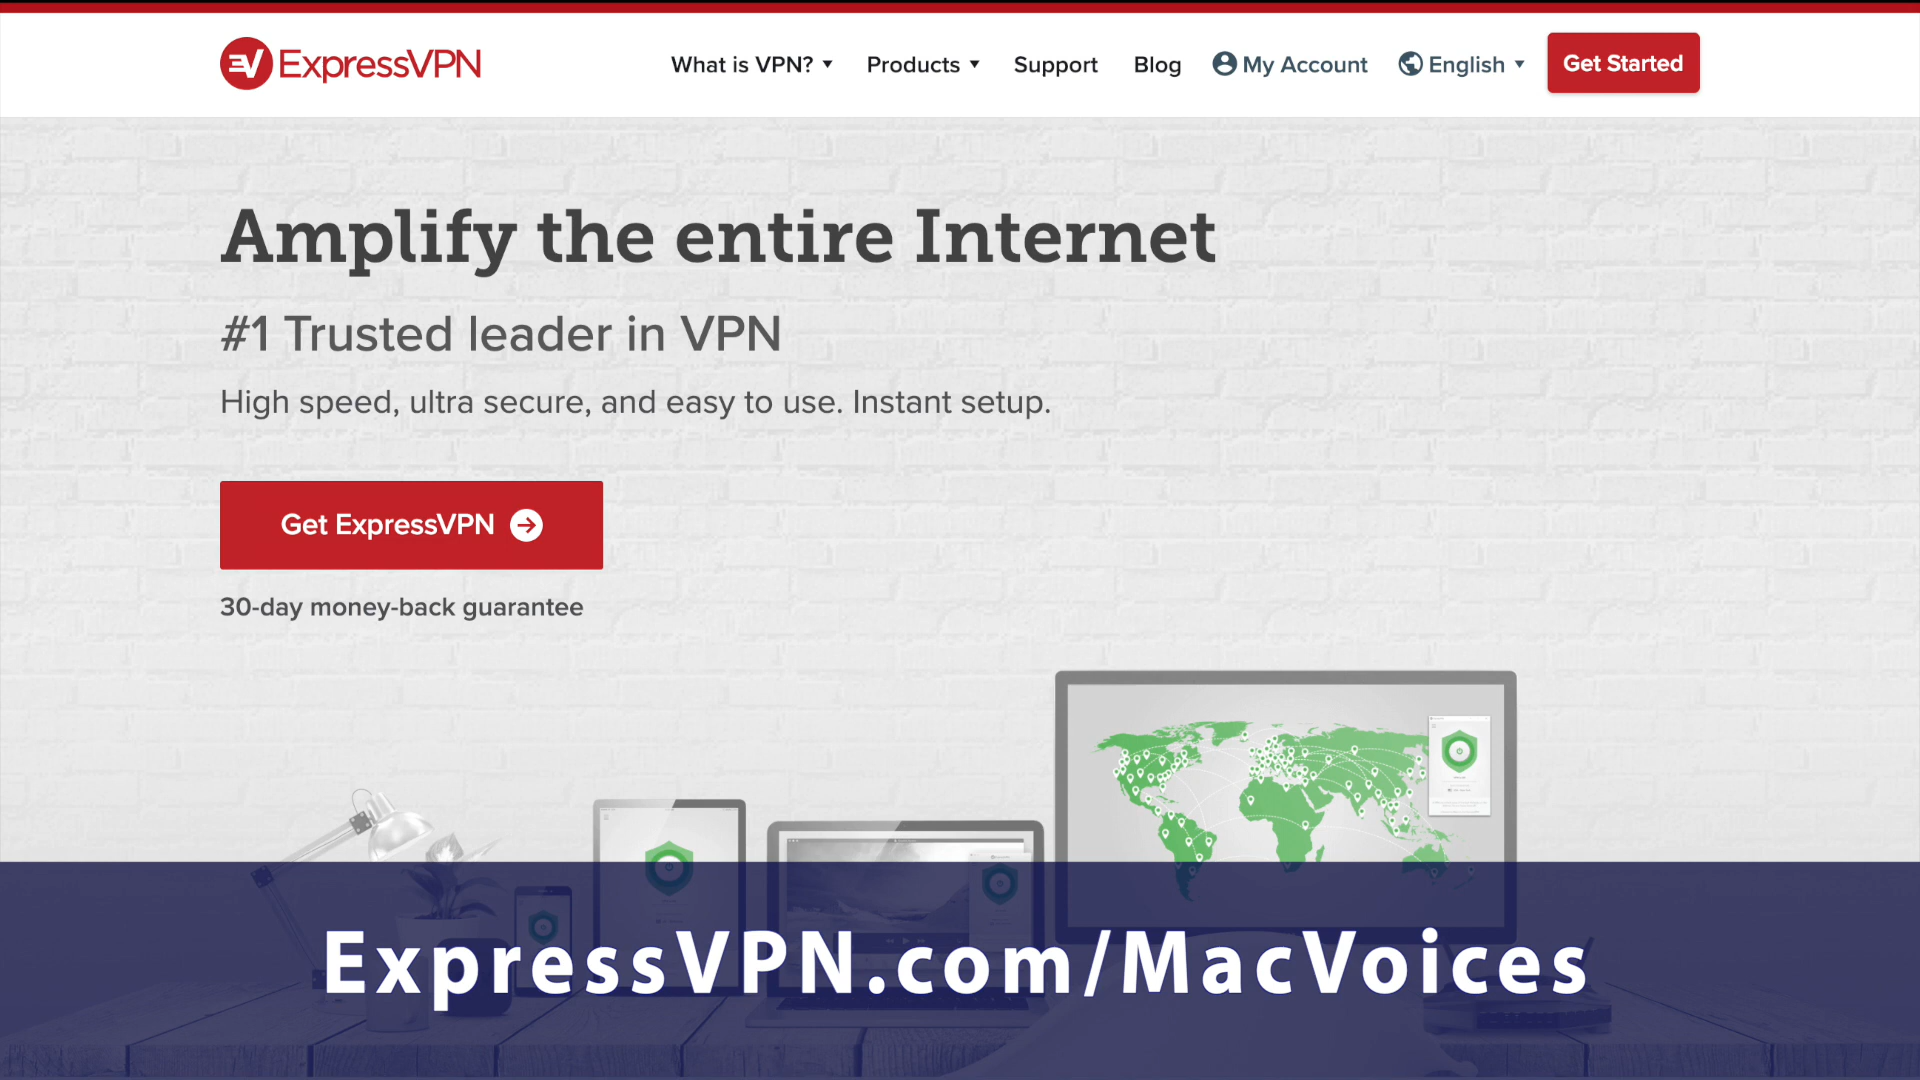 ExpressVPN
What is VPN?
Products
Support
Blog
My Account
English
Get Started
Amplify the entire Internet
#1 Trusted leader in VPN
High speed, ultra secure, and easy to use. Instant setup.
Get ExpressVPN
30-day money-back guarantee
ExpressVPN.com/MacVoices